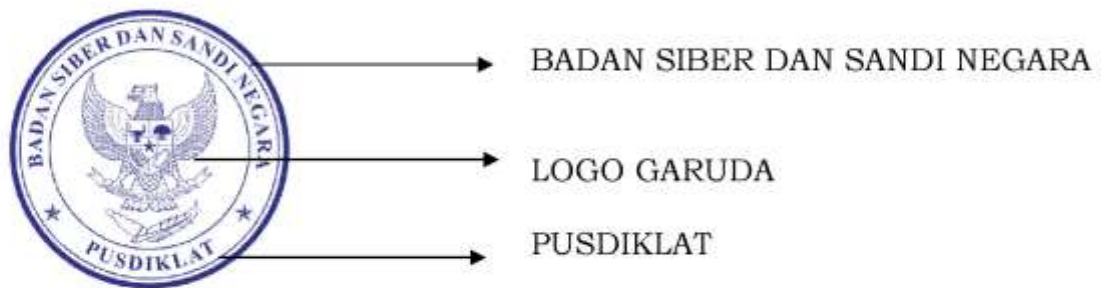 BADAN SIBER DAN SANDI NEGARA
PUSDIKLAT
BADAN SIBER DAN SANDI NEGARA
LOGO GARUDA
PUSDIKLAT